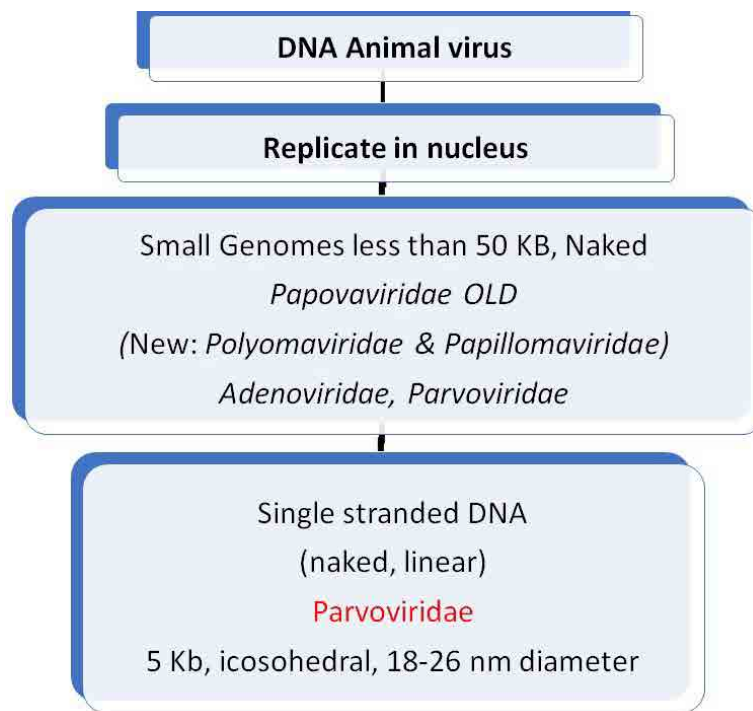 DNA Animal virus
Replicate in nucleus
Small Genomes less than 50 KB, Naked
Papovaviridae OLD
(New: Polyomaviridae & Papillomaviridae)
Adenoviridae, Parvoviridae
Single stranded DNA
(naked, linear)
Parvoviridae
5 Kb, icosohedral, 18-26 nm diameter